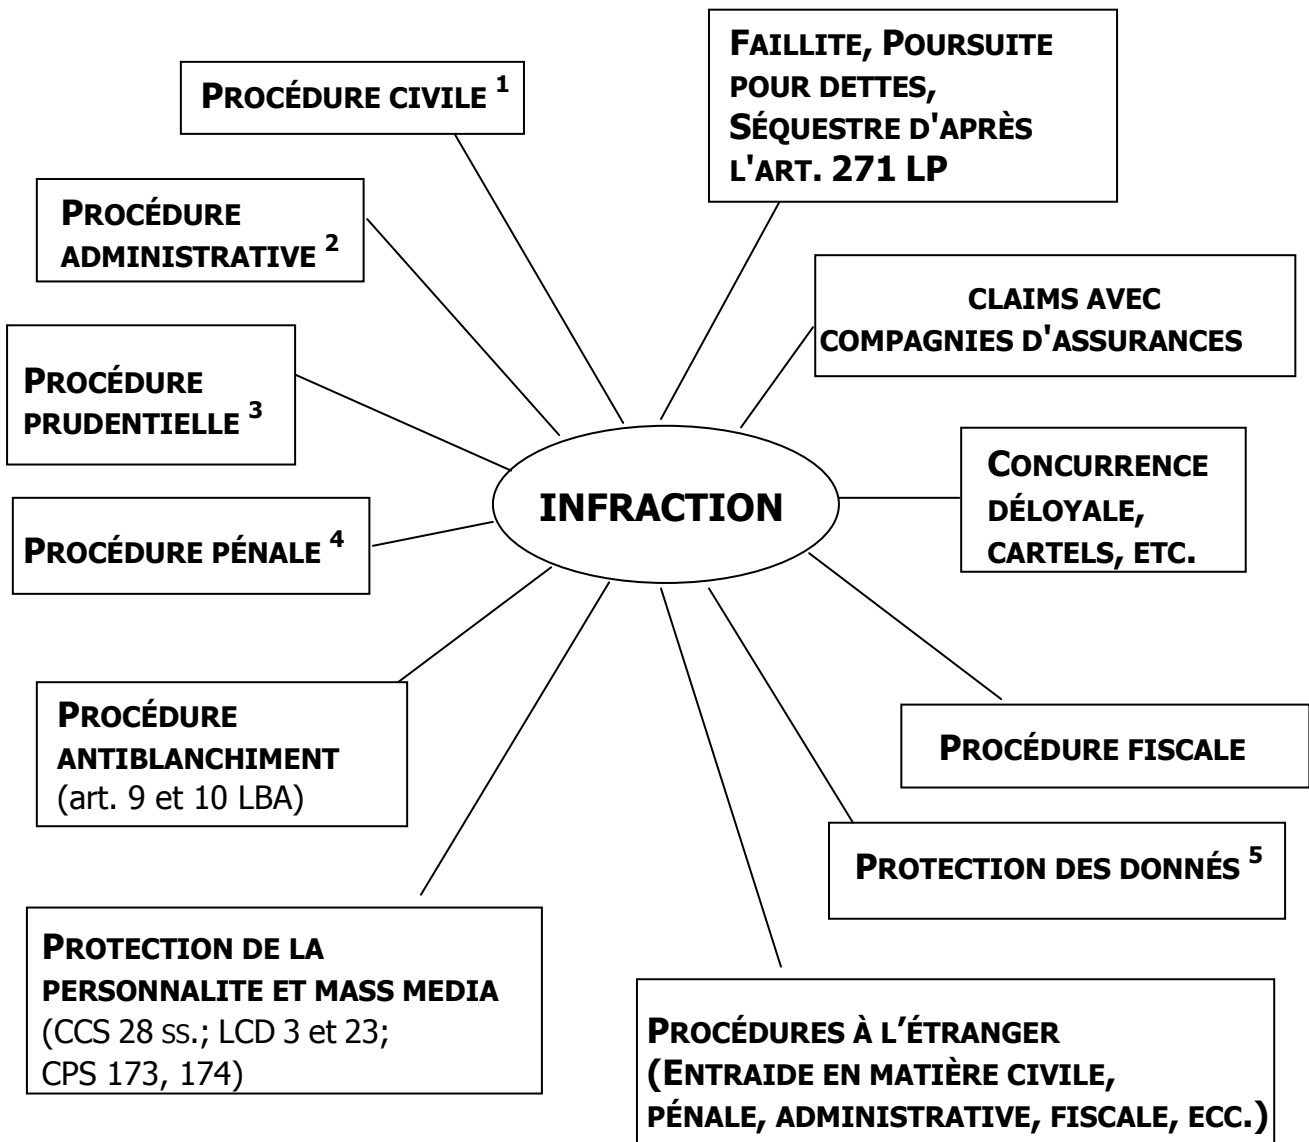 PROCÉDURE CIVILE 1
FAILLITE, POURSUITE
POUR DETTES,
SÉQUESTRE D'APRÈS
L'ART. 271 LP
PROCÉDURE
ADMINISTRATIVE 2
CLAIMS AVEC
COMPAGNIES D'ASSURANCES
PROCÉDURE
PRUDENTIELLE 3
CONCURRENCE
DÉLOYALE,
CARTELS, ETC.
INFRACTION
PROCÉDURE PÉNALE 4
PROCÉDURE
ANTIBLANCHIMENT
(art. 9 et 10 LBA)
PROCÉDURE FISCALE
PROTECTION DES DONNÉS 5
PROTECTION DE LA
PERSONNALITE ET MASS MEDIA
(CCS 28 ss.; LCD 3 et 23;
CPS 173, 174)
PROCÉDURES À L’ÉTRANGER
(ENTRAIDE EN MATIÈRE CIVILE,
PÉNALE, ADMINISTRATIVE, FISCALE, ECC.)